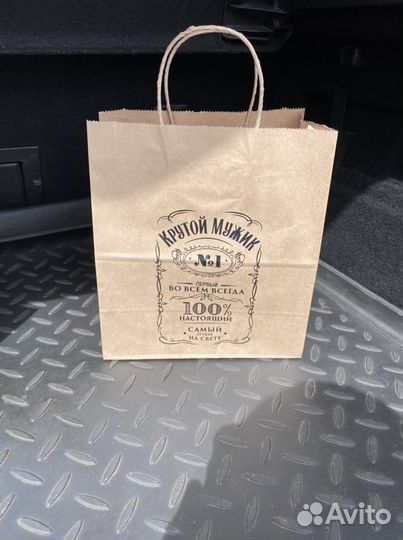 Крутой Мужик
№1
ПЕРВЫЙ
ВО ВСЕМ ВСЕГДА
100%
НАСТОЯЩИЙ
САМЫЙ
ЛУЧШИЙ
НА СВЕТЕ
Avito